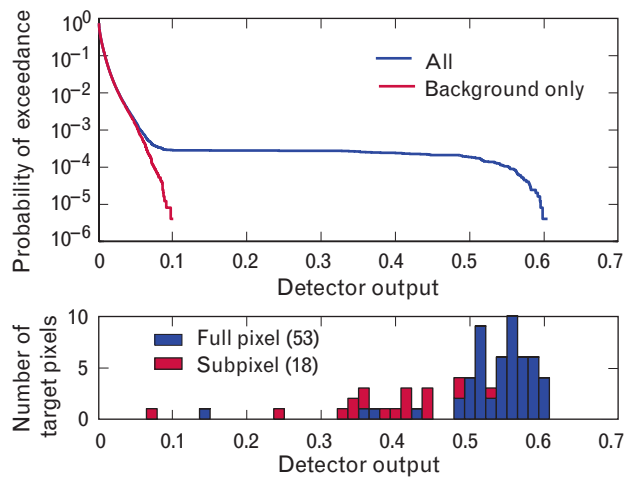 Probability of exceedance
10^0
10^−1
10^−2
10^−3
10^−4
10^−5
10^−6
All
Background only
0 0.1 0.2 0.3 0.4 0.5 0.6 0.7
Detector output
Number of
target pixels
10
5
0
Full pixel (53)
Subpixel (18)
0 0.1 0.2 0.3 0.4 0.5 0.6 0.7
Detector output